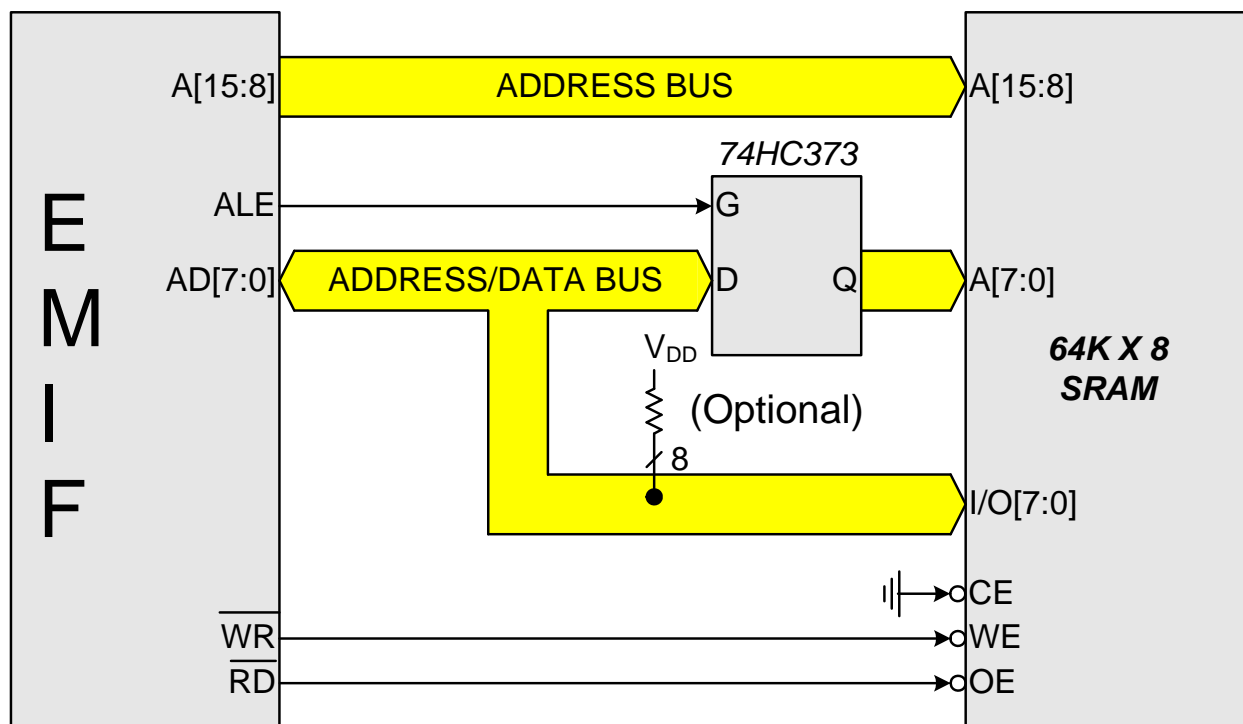 A[15:8]
ADDRESS BUS
A[15:8]
74HC373
ALE
G
E
M
I
F
AD[7:0]
ADDRESS/DATA BUS
D
Q
A[7:0]
VDD
(Optional)
8
64K X 8
SRAM
I/O[7:0]
CE
WR
WE
RD
OE